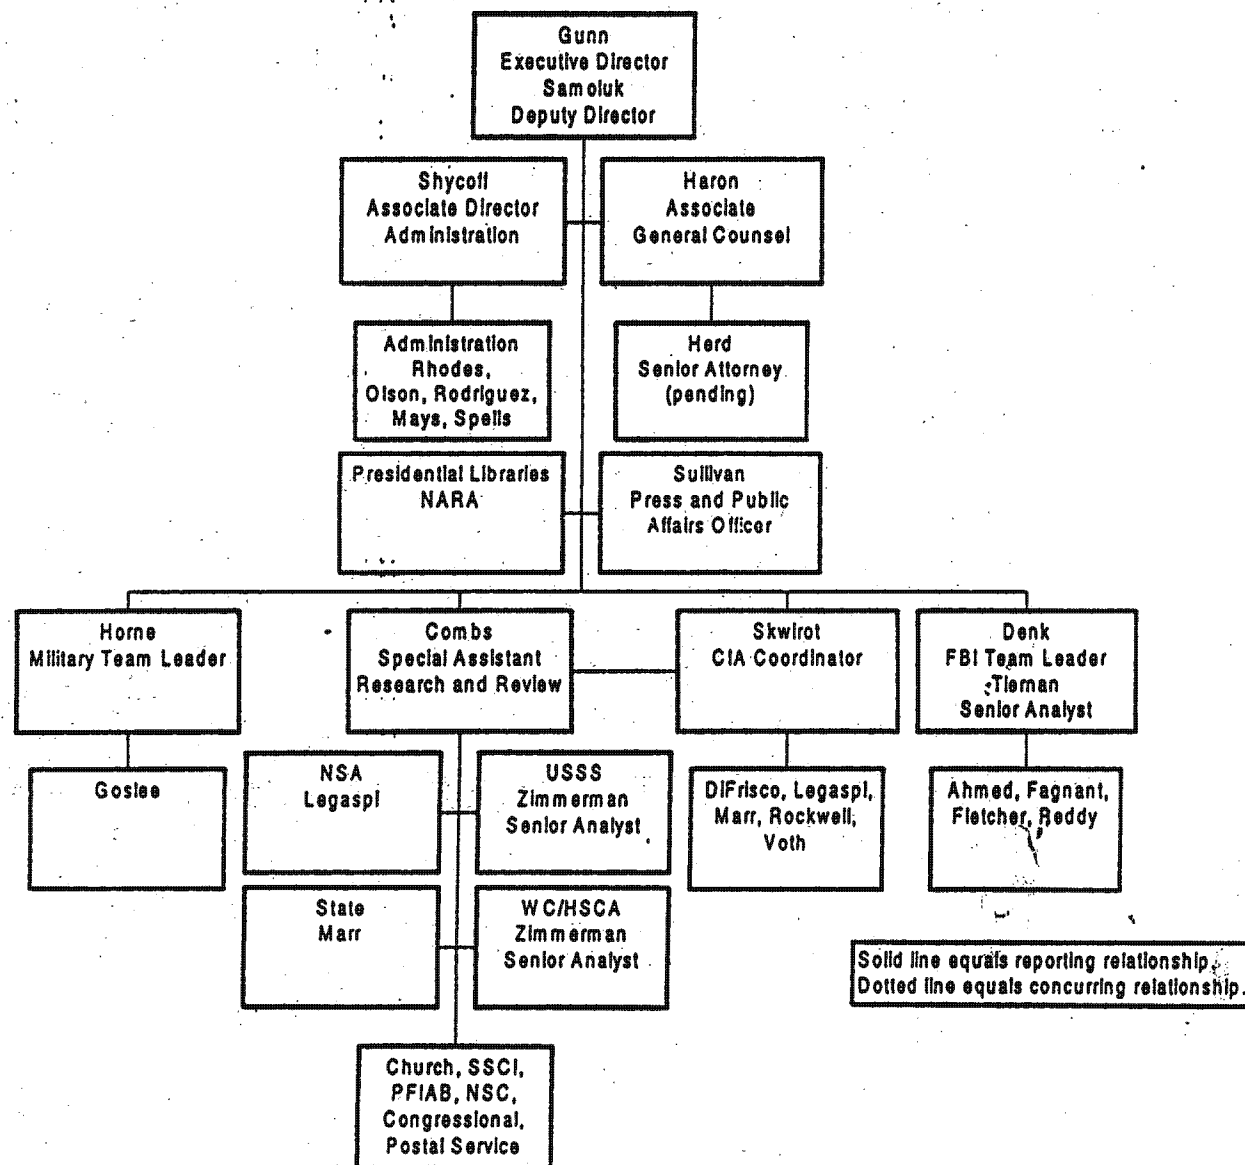 Gunn
Executive Director
Samoluk
Deputy Director
Shycoff
Associate Director
Administration
Haron
Associate
General Counsel
Administration
Rhodes,
Olson, Rodriguez,
Mays, Spells
Herd
Senior Attorney
(pending)
Presidential Libraries
NARA
Sullivan
Press and Public
Affairs Officer
Horne
Military Team Leader
Combs
Special Assistant
Research and Review
Skwirot
CIA Coordinator
Denk
FBI Team Leader
Tiernan
Senior Analyst
Goslee
NSA
Legaspi
USSS
Zimmerman
Senior Analyst
DiFrisco, Legaspi,
Marr, Rockwell,
Voth
Ahmed, Fagnant,
Fletcher, Reddy
State
Marr
WC/HSCA
Zimmerman
Senior Analyst
Solid line equals reporting relationship.
Dotted line equals concurring relationship.
Church, SSCI,
PFIAB, NSC,
Congressional,
Postal Service